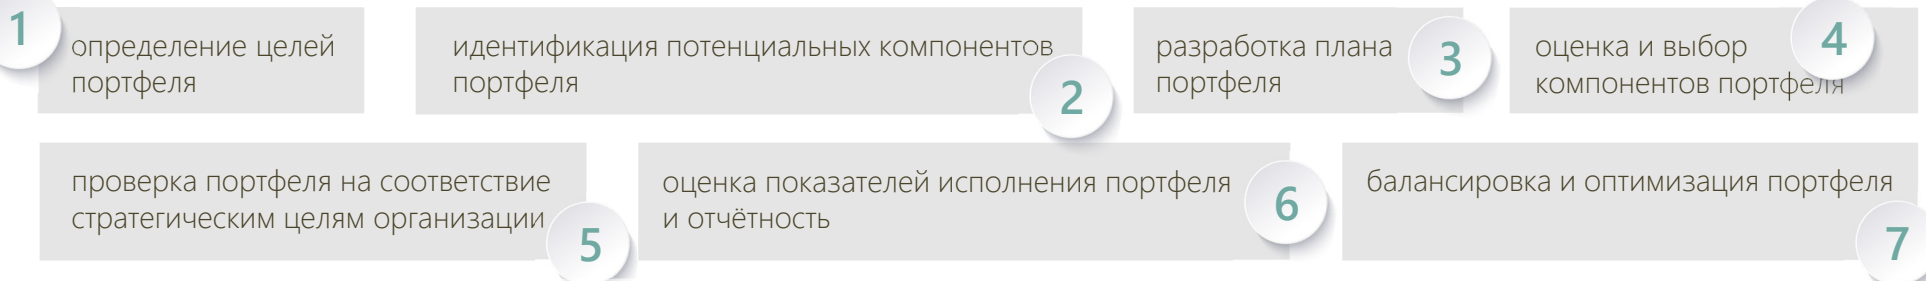 1
определение целей
портфеля
идентификация потенциальных компонентов
портфеля
2
разработка плана
портфеля
3
оценка и выбор
компонентов портфеля
4
проверка портфеля на соответствие
стратегическим целям организации
5
оценка показателей исполнения портфеля
и отчётность
6
балансировка и оптимизация портфеля
7